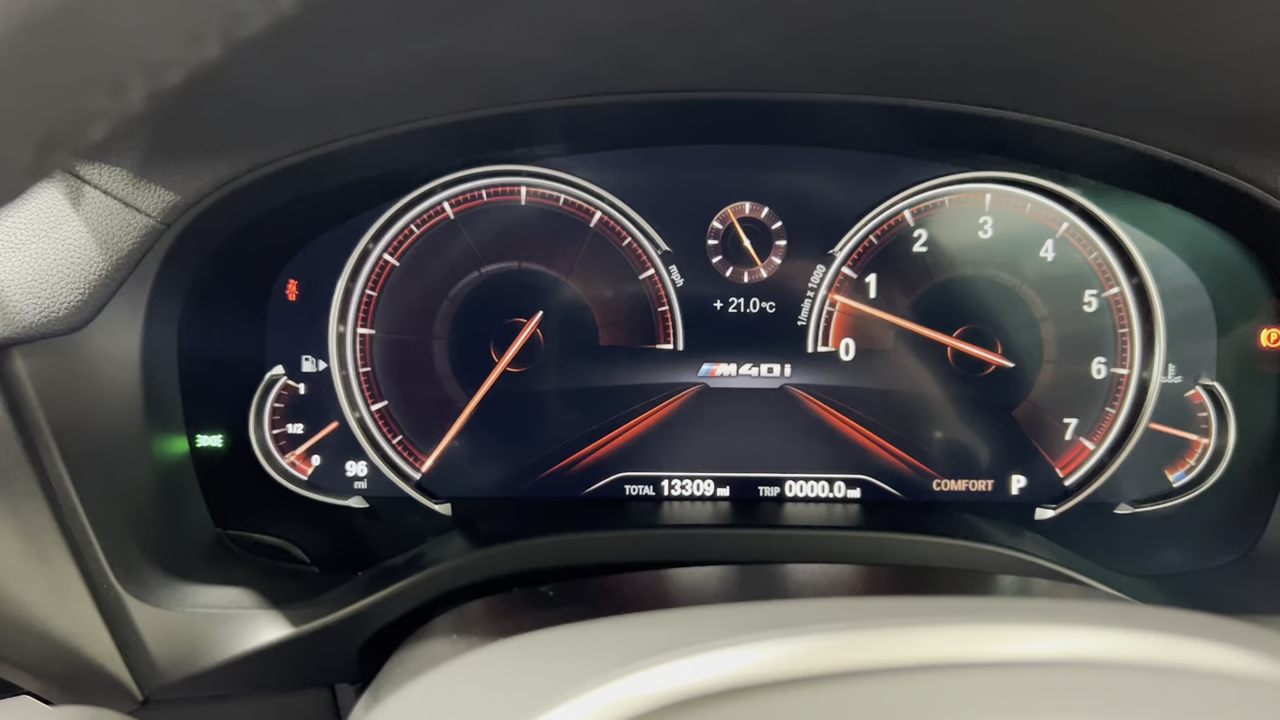 mph
+ 21.0°C
1/min x 1000
0
1
2
3
4
5
6
7
M40i
1
1/2
0
96
mi
TOTAL 13309 mi TRIP 0000.0 mi
COMFORT P
P